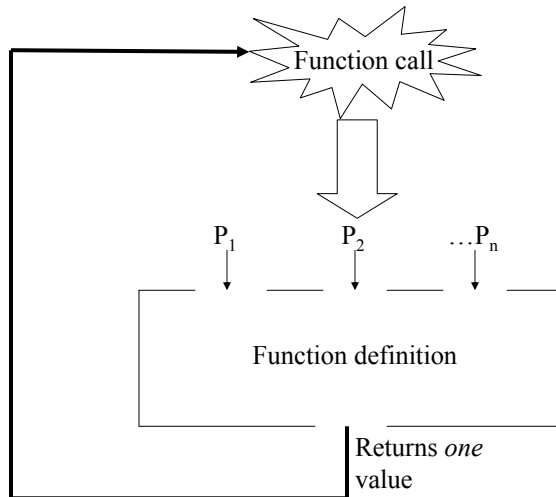 Function call
P1 P2 …Pn
Function definition
Returns one
value